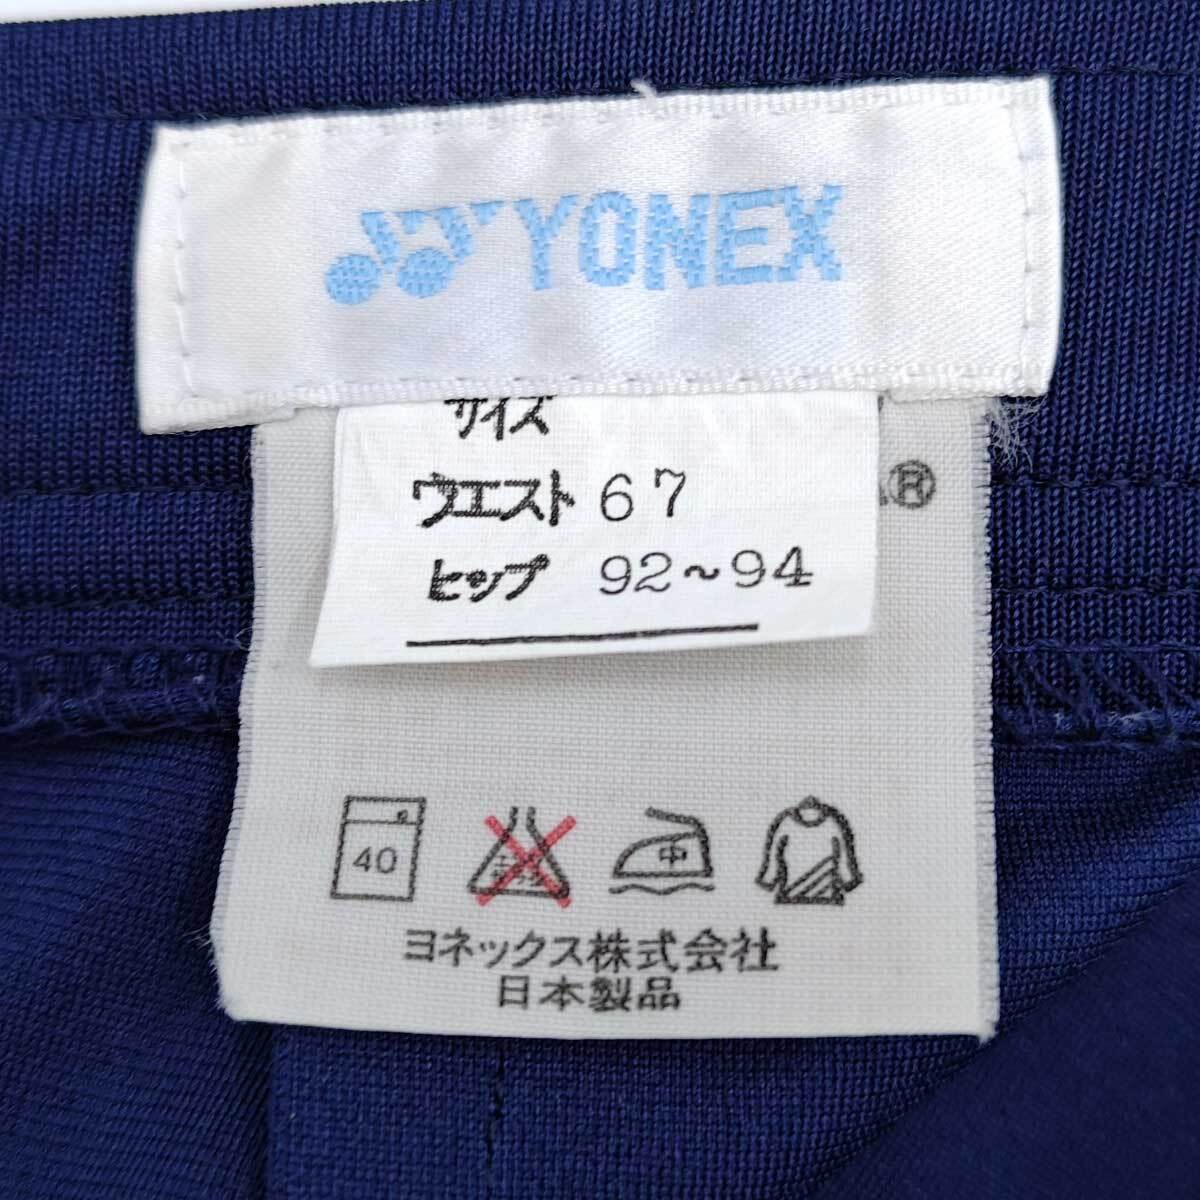 YONEX
サイズ
ウエスト 67
®
ヒップ 92~94
40
中
ヨネックス株式会社
日本製品